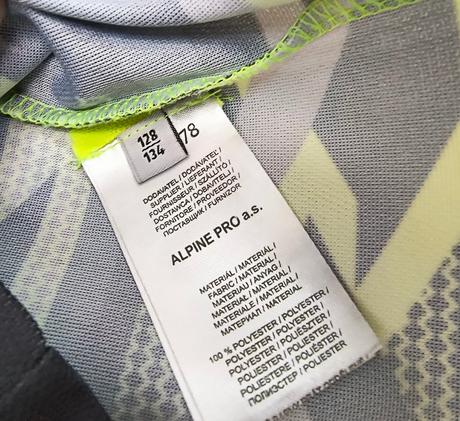 128
134
78
DODAVATEL / DODÁVATEĽ /
SUPPLIER / LIEFERANT /
FOURNISSEUR / SZÁLLÍTÓ /
DOSTAWCA / DOBAVITELJ /
FORNITORE / PROVEEDOR /
ПОСТАВЩИК / FURNIZOR
ALPINE PRO a.s.
MATERIÁL / MATERIÁL /
FABRIC / MATERIAL /
MATERIAU / ANYAG /
MATERIAŁ / MATERIAL /
MATERIALE / MATERIAL /
МАТЕРИАЛ / MATERIAL
100 % POLYESTER / POLYESTER /
POLYESTER / POLYESTER /
POLYESTER / POLIÉSZTER /
POLIESTER / POLIESTER /
POLIESTERE / POLIÉSTER /
ПОЛИЭСТЕР / POLIESTER